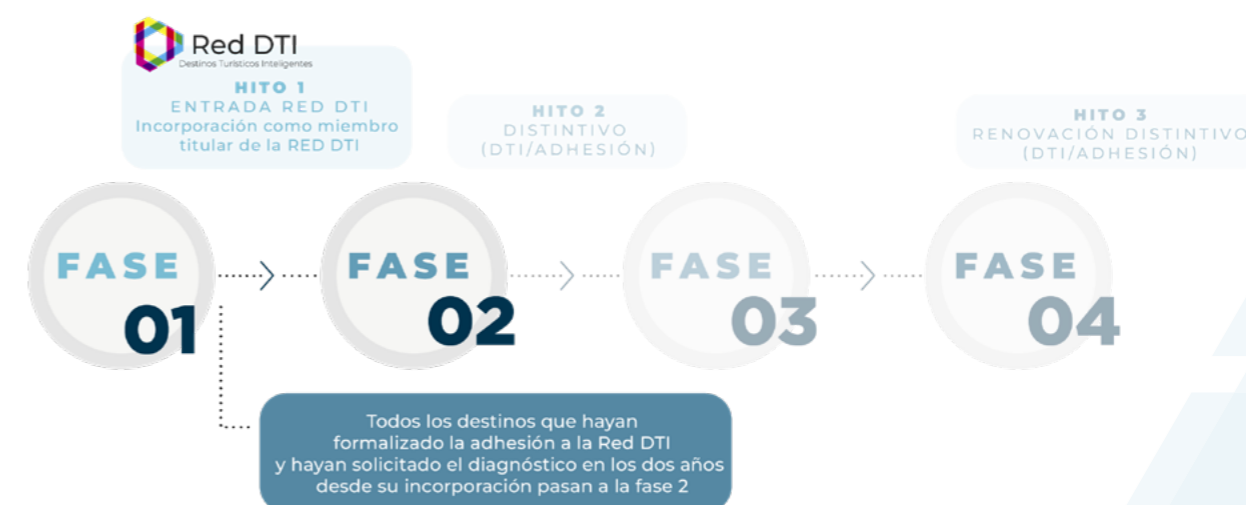 Red DTI
Destinos Turísticos Inteligentes
HITO 1
ENTRADA RED DTI
Incorporación como miembro
titular de la RED DTI
HITO 2
DISTINTIVO
(DTI/ADHESIÓN)
HITO 3
RENOVACIÓN DISTINTIVO
(DTI/ADHESIÓN)
FASE
01
FASE
02
FASE
03
FASE
04
Todos los destinos que hayan
formalizado la adhesión a la Red DTI
y hayan solicitado el diagnóstico en los dos años
desde su incorporación pasan a la fase 2